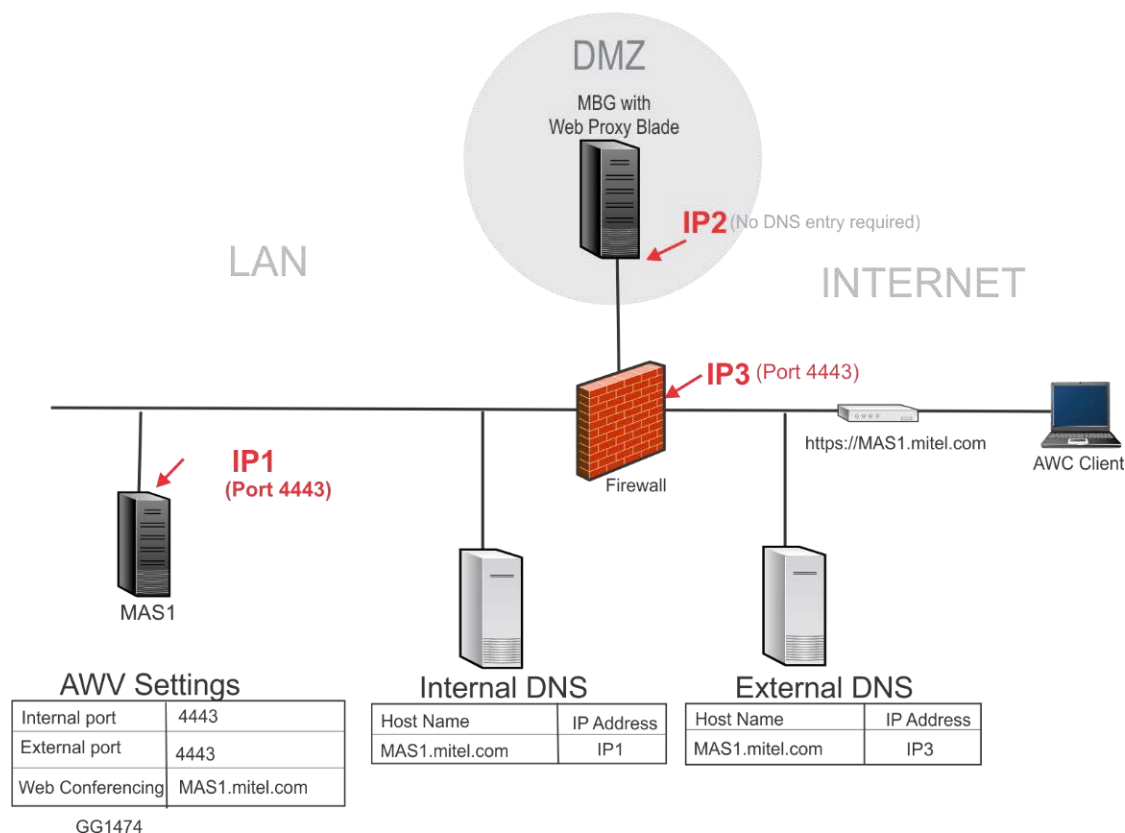 DMZ
MBG with
Web Proxy Blade
IP2 (No DNS entry required)
LAN
INTERNET
IP3 (Port 4443)
https://MAS1.mitel.com
AWC Client
IP1
(Port 4443)
Firewall
MAS1
AWV Settings
Internal port 4443
External port 4443
Web Conferencing MAS1.mitel.com
Internal DNS
Host Name IP Address
MAS1.mitel.com IP1
External DNS
Host Name IP Address
MAS1.mitel.com IP3
GG1474